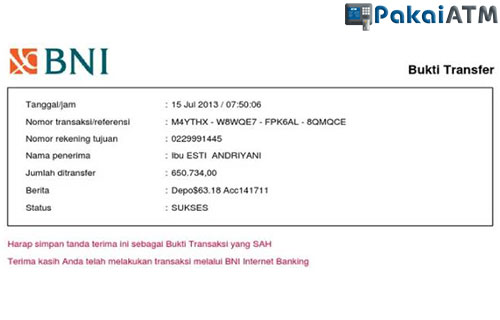 PakaiATM
BNI
Bukti Transfer
Tanggal/jam : 15 Jul 2013 / 07:50:06
Nomor transaksi/referensi : M4YTHX - W8WQE7 - FPK6AL - 8QMQCE
Nomor rekening tujuan : 0229991445
Nama penerima : Ibu ESTI ANDRIYANI
Jumlah ditransfer : 650.734,00
Berita : Depo$63.18 Acc141711
Status : SUKSES
Harap simpan tanda terima ini sebagai Bukti Transaksi yang SAH
Terima kasih Anda telah melakukan transaksi melalui BNI Internet Banking